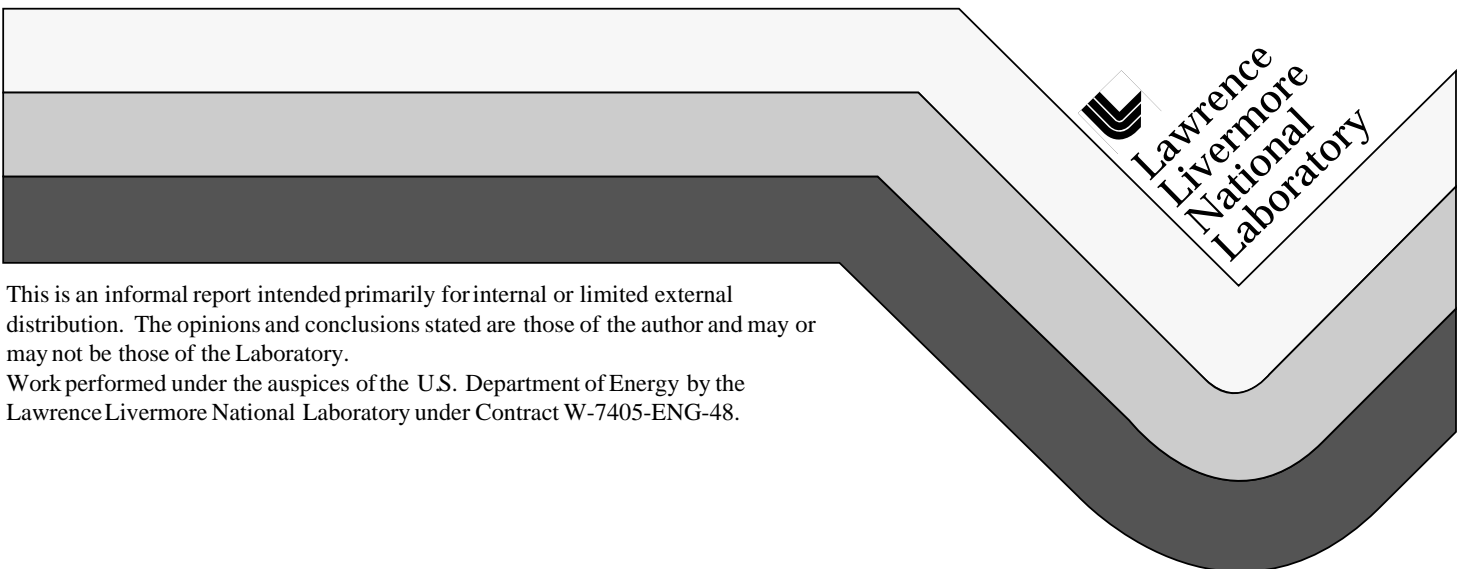 Lawrence
Livermore
National
Laboratory
This is an informal report intended primarily for internal or limited external
distribution. The opinions and conclusions stated are those of the author and may or
may not be those of the Laboratory.
Work performed under the auspices of the U.S. Department of Energy by the
Lawrence Livermore National Laboratory under Contract W-7405-ENG-48.